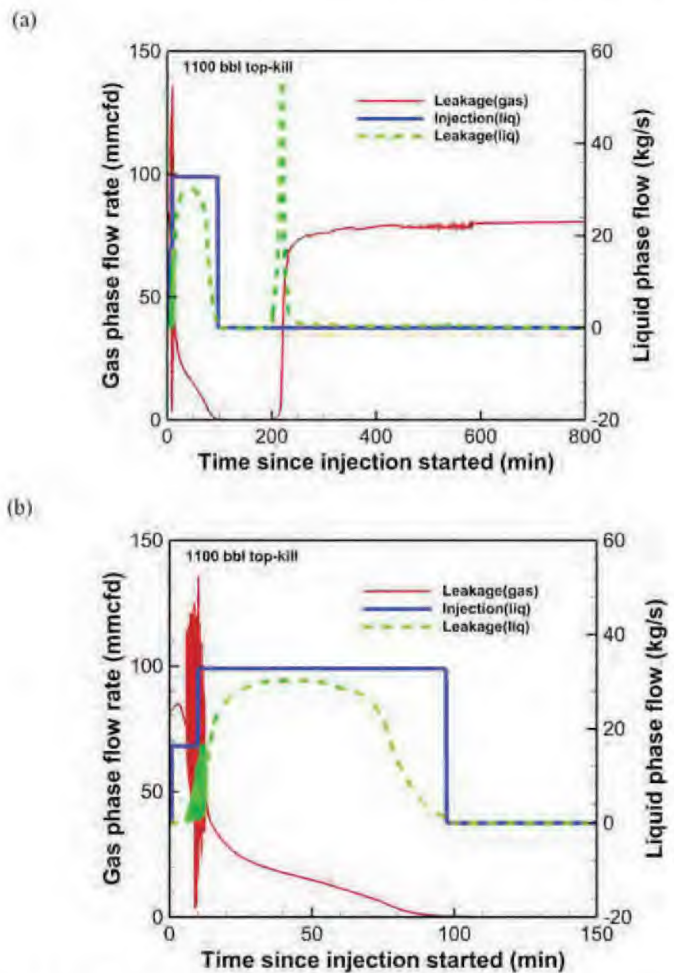 (a)
150
60
1100 bbl top-kill
Leakage(gas)
Injection(liq)
Leakage(liq)
100
40
20
50
0
0
-20
0
200
400
600
800
Gas phase flow rate (mmcfd)
Liquid phase flow (kg/s)
Time since injection started (min)
(b)
150
60
1100 bbl top-kill
Leakage(gas)
Injection(liq)
Leakage(liq)
100
40
20
50
0
0
-20
0
50
100
150
Gas phase flow rate (mmcfd)
Liquid phase flow (kg/s)
Time since injection started (min)